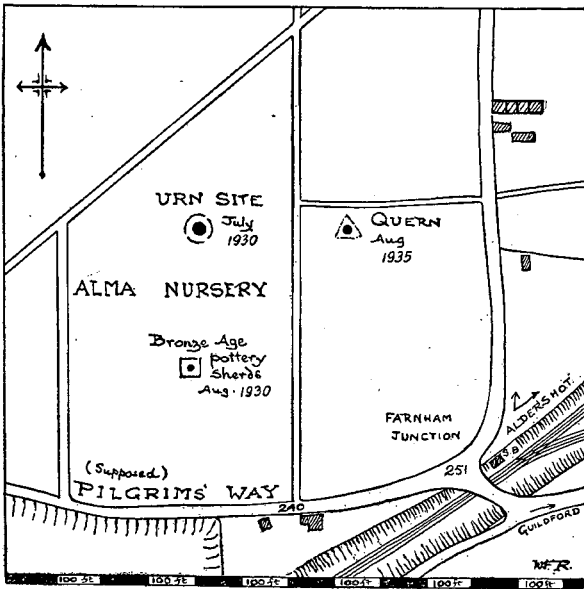 URN SITE
July
1930
QUERN
Aug
1935
ALMA NURSERY
Bronze Age
pottery
Sherds
Aug. 1930
FARNHAM
JUNCTION
ALDERSHOT
S.B
251
(Supposed)
PILGRIMS' WAY
240
GUILDFORD
W.F.R.
100 ft 100 ft 100 ft 100 ft 100 ft 100 ft